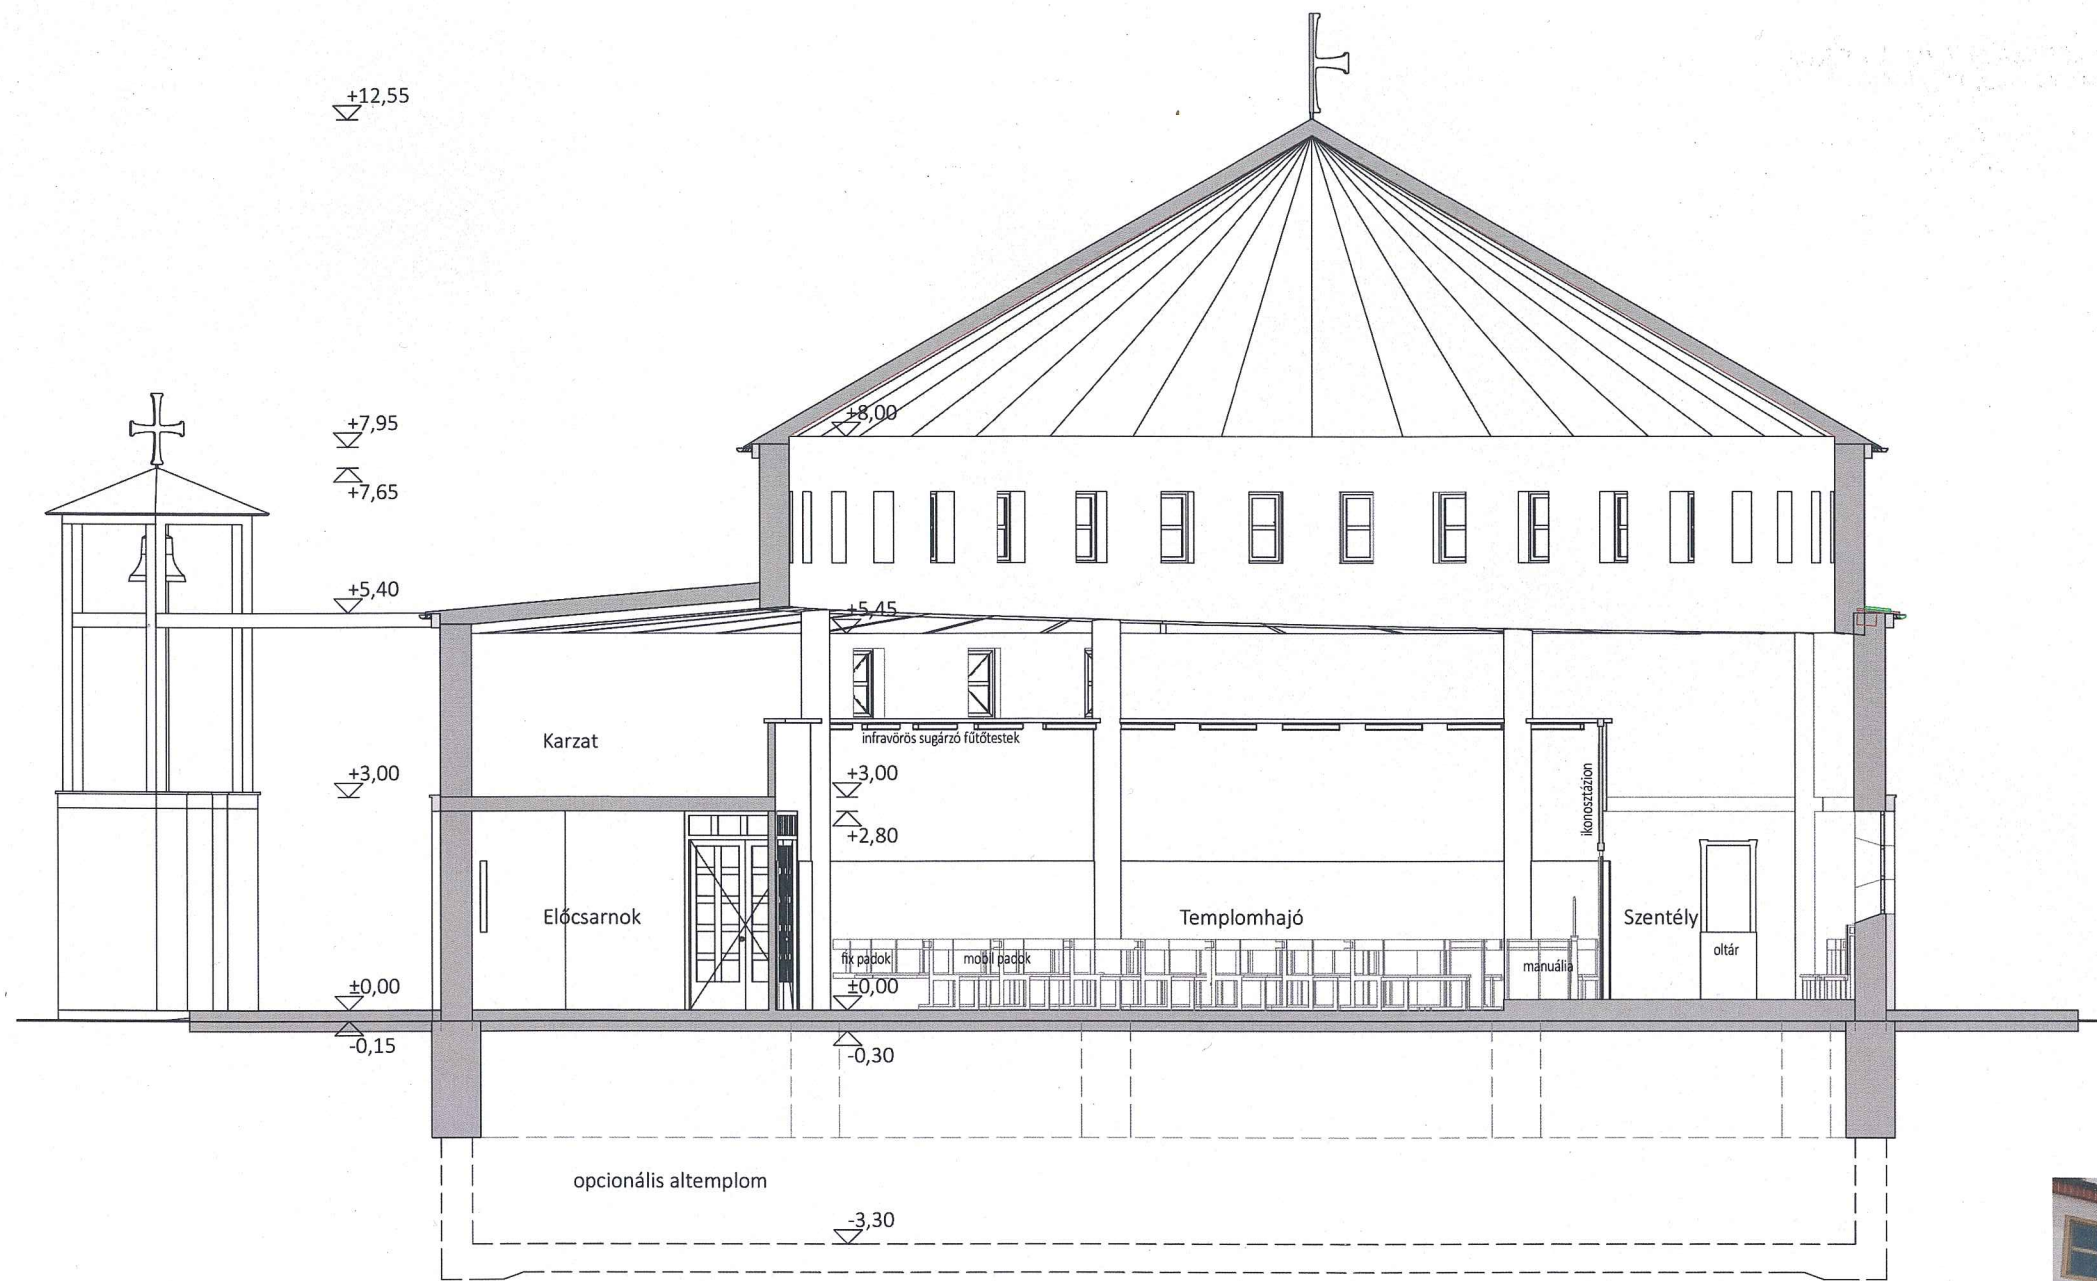 +12,55
+7,95
+7,65
+8,00
+5,40
+5,45
Karzat
infravörös sugárzó fűtőtestek
+3,00
+3,00
+2,80
ikonosztázion
Előcsarnok
Templomhajó
Szentély
fix padok
mobil padok
manuália
oltár
±0,00
±0,00
-0,15
-0,30
opcionális altemplom
-3,30